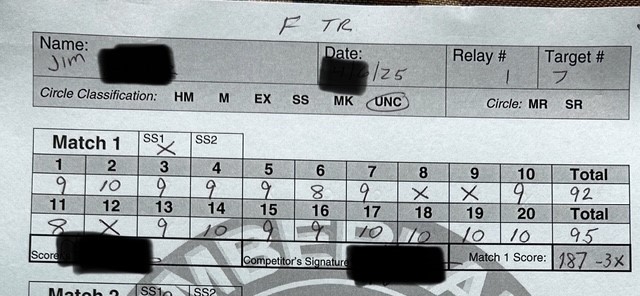 F TR
Name: Date: Relay # Target #
Jim /25 1 7
Circle Classification: HM M EX SS MK UNC Circle: MR SR
Match 1 SS1 X SS2
1 2 3 4 5 6 7 8 9 10 Total
9 10 9 9 9 8 9 X X 9 92
11 12 13 14 15 16 17 18 19 20 Total
8 X 9 10 9 9 10 10 10 10 95
Score Competitor's Signature Match 1 Score: 187-3X
Match 2 SS1 SS2